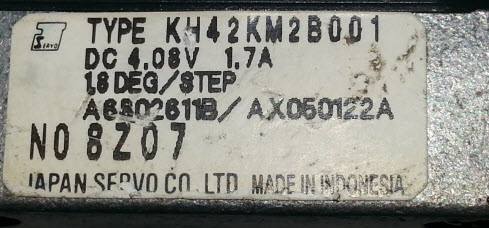 SERVO
TYPE KH42KM2B001
DC 4.08V 1.7A
1.8 DEG/STEP
A6802611B/AX050122A
NO 8Z07
JAPAN SERVO CO. LTD MADE IN INDONESIA